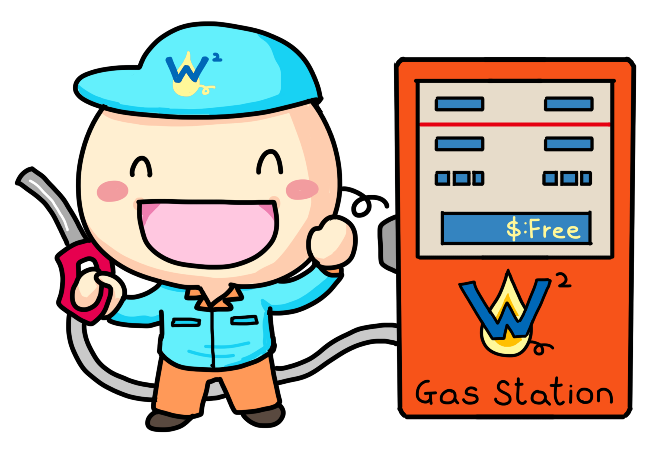 W²
$:Free
W²
Gas Station